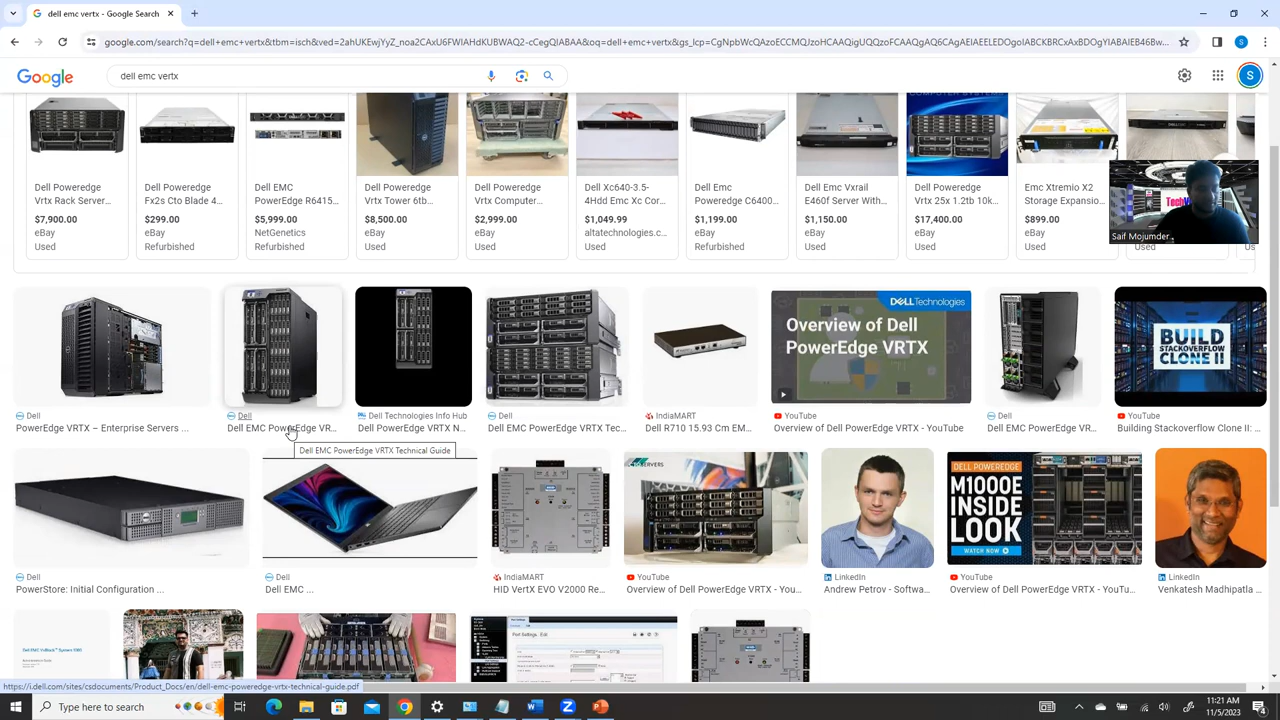 dell emc vertx - Google Search
google.com/search?q=dell+emc+vertx&tbm=isch&ved=2ahUKEwjYyZ_noa2CAxU6FWIAHdKUBWAQ2-cCegQIABAA&oq=dell+emc+vertx&gs_lcp=CgNpbWcQAzoECCMQJzoHCAAQigUQQzoFCAAQgAQ6CAgAEIAEELEDOgoIABCKBRCxAxBDOgYIABAIEB46Bw...
S
Google
dell emc vertx
S
Dell Poweredge Vrtx Rack Server...
$7,900.00
eBay
Used
Dell Poweredge Fx2s Cto Blade 4...
$299.00
eBay
Refurbished
Dell EMC PowerEdge R6415...
$5,999.00
NetGenetics
Refurbished
Dell Poweredge Vrtx Tower 4tb...
$8,500.00
eBay
Used
Dell Poweredge Vrtx Computer...
$2,999.00
eBay
Used
Dell Xc640-3.5-4Hdd Emc Xc Cor...
$1,049.99
altatechnologies.c...
Used
Dell Emc Poweredge C6400...
$1,199.00
eBay
Refurbished
Dell Emc Vxrail E460f Server With...
$1,150.00
eBay
Used
COMPUTER SYSTEMS
Dell Poweredge Vrtx 25x 1.2tb 10k...
$17,400.00
eBay
Used
Emc Xtremio X2 Storage Expansio...
$899.00
eBay
Used
Saif Mojumder
Dell
PowerEdge VRTX – Enterprise Servers ...
Dell
Dell EMC PowerEdge VR...
Dell EMC PowerEdge VRTX Technical Guide
Dell Technologies Info Hub
Dell PowerEdge VRTX N...
Dell
Dell EMC PowerEdge VRTX Tec...
IndiaMART
Dell R710 15.93 Cm EM...
DELL Technologies
Overview of Dell
PowerEdge VRTX
YouTube
Overview of Dell PowerEdge VRTX - YouTube
Dell
Dell EMC PowerEdge VR...
BUILD
STACKOVERFLOW
CLONE II
YouTube
Building Stackoverflow Clone II: ...
Dell
PowerStore: Initial Configuration ...
Dell
Dell EMC ...
IndiaMART
HID VertX EVO V2000 Re...
YouTube
Overview of Dell PowerEdge VRTX - You...
LinkedIn
Andrew Petrov - Softwa...
DELL POWEREDGE
M1000E
INSIDE
LOOK
WATCH NOW
YouTube
Overview of Dell PowerEdge VRTX - YouTu...
LinkedIn
Venkatesh Madhipatla ...
Port Settings - Edit
https://i.dell.com/sites/csdocuments/Product_Docs/en/dell-emc-poweredge-vrtx-technical-guide.pdf
Type here to search
11:21 AM
11/5/2023